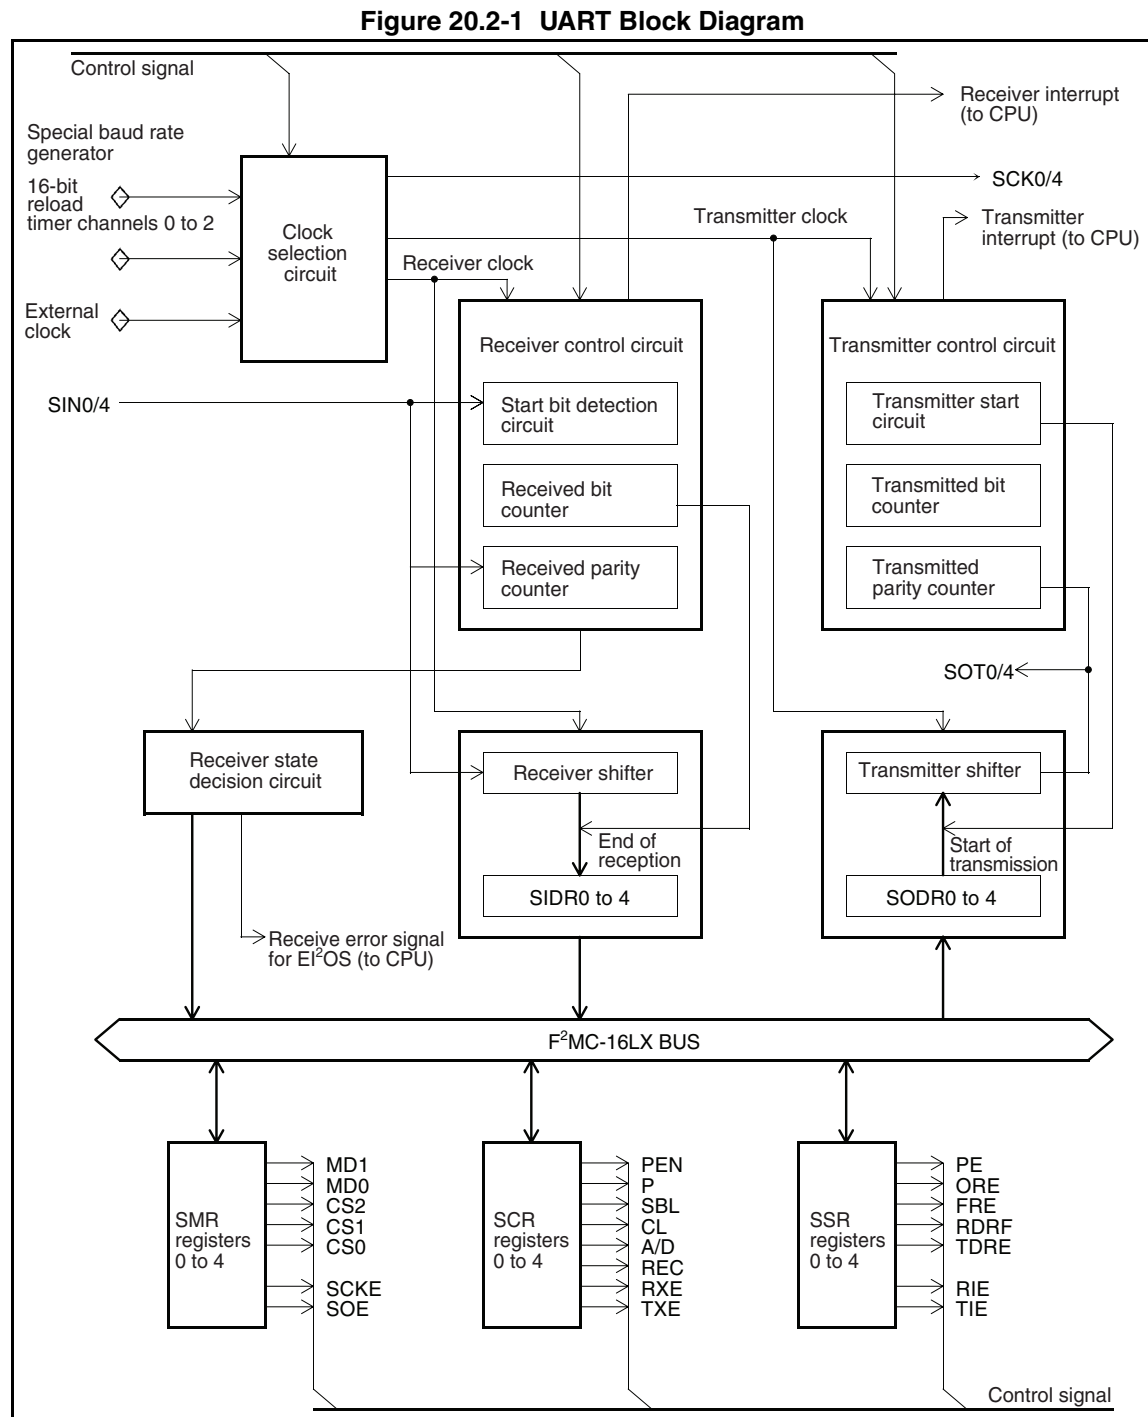 Figure 20.2-1 UART Block Diagram
Control signal
Receiver interrupt
(to CPU)
Special baud rate
generator
16-bit
reload
timer channels 0 to 2
SCK0/4
Clock
selection
circuit
Transmitter clock
Transmitter
interrupt (to CPU)
Receiver clock
External
clock
Receiver control circuit
Transmitter control circuit
SIN0/4
Start bit detection
circuit
Transmitter start
circuit
Received bit
counter
Transmitted bit
counter
Received parity
counter
Transmitted
parity counter
SOT0/4
Receiver state
decision circuit
Receiver shifter
Transmitter shifter
End of
reception
Start of
transmission
SIDR0 to 4
SODR0 to 4
Receive error signal
for EI²OS (to CPU)
F²MC-16LX BUS
SMR
registers
0 to 4
MD1
MD0
CS2
CS1
CS0
SCKE
SOE
SCR
registers
0 to 4
PEN
P
SBL
CL
A/D
REC
RXE
TXE
SSR
registers
0 to 4
PE
ORE
FRE
RDRF
TDRE
RIE
TIE
Control signal